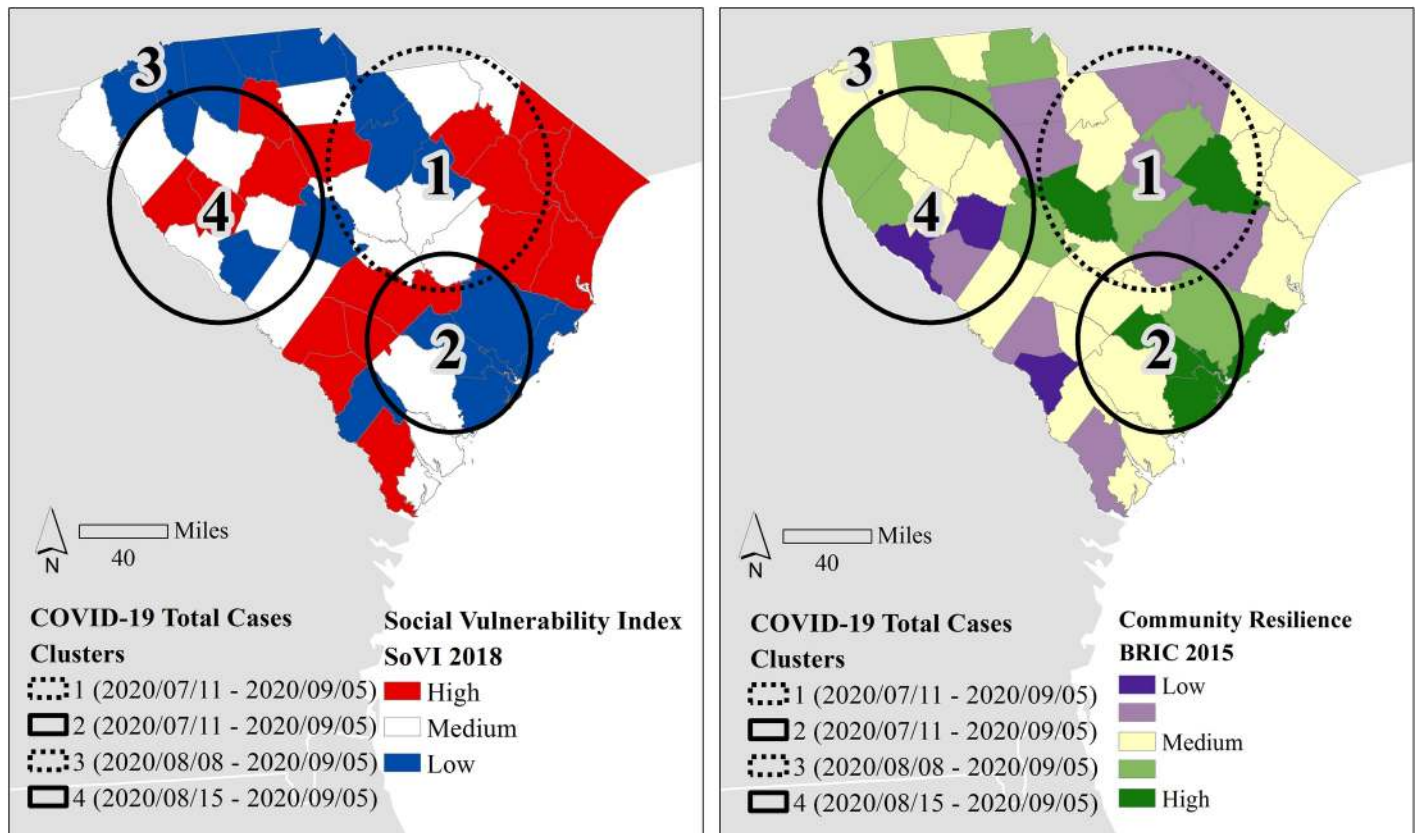 3
1
4
2
Miles
40
N
COVID-19 Total Cases
Clusters
1 (2020/07/11 - 2020/09/05)
2 (2020/07/11 - 2020/09/05)
3 (2020/08/08 - 2020/09/05)
4 (2020/08/15 - 2020/09/05)
Social Vulnerability Index
SoVI 2018
High
Medium
Low
3
1
4
2
Miles
40
N
COVID-19 Total Cases
Clusters
1 (2020/07/11 - 2020/09/05)
2 (2020/07/11 - 2020/09/05)
3 (2020/08/08 - 2020/09/05)
4 (2020/08/15 - 2020/09/05)
Community Resilience
BRIC 2015
Low
Medium
High